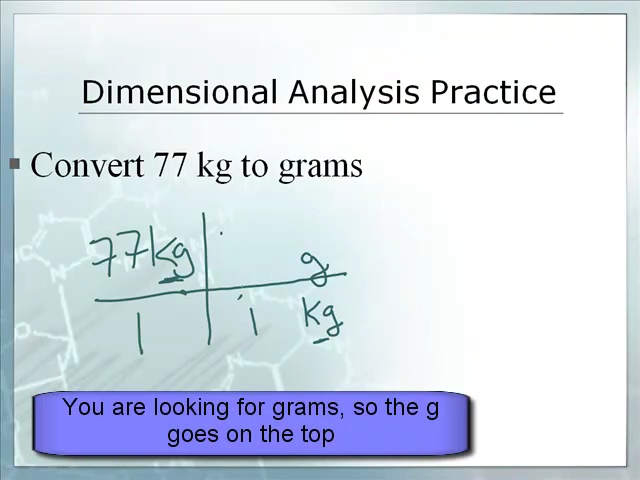 Dimensional Analysis Practice
Convert 77 kg to grams
77kg g
1 1 kg
You are looking for grams, so the g
goes on the top